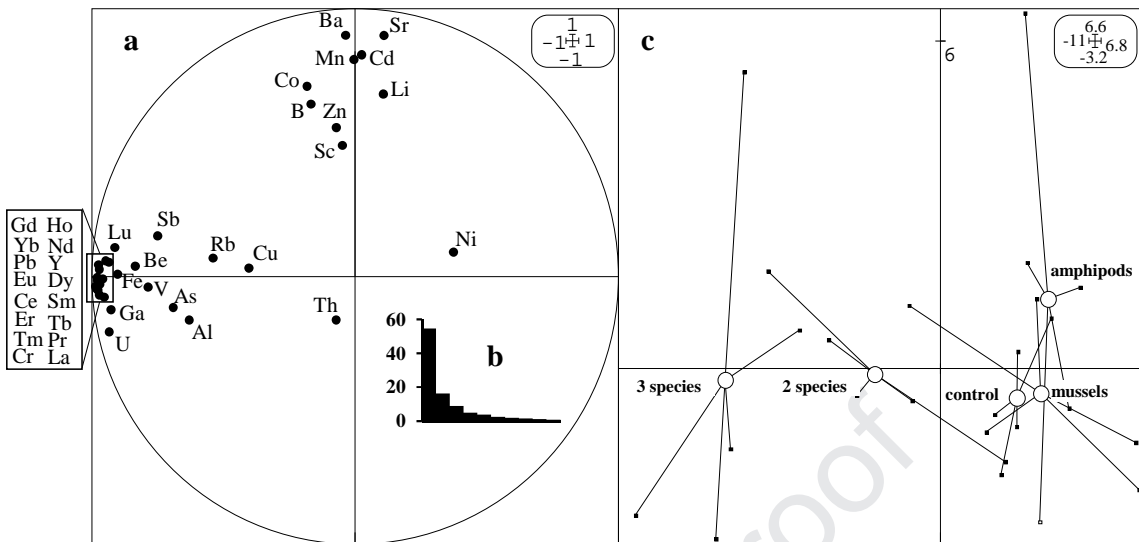 a
Ba
Sr
Mn
Cd
Co
Li
B
Zn
Sc
1
-1 1
-1
Gd Ho
Yb Nd
Pb Y
Eu Dy
Ce Sm
Er Tb
Tm Pr
Cr La
Lu
Sb
Be
Rb
Cu
Ni
Fe
V
As
Ga
Al
U
Th
b
60
40
20
0
c
6
6.6
-11 6.8
-3.2
amphipods
3 species
2 species
control
mussels
roof